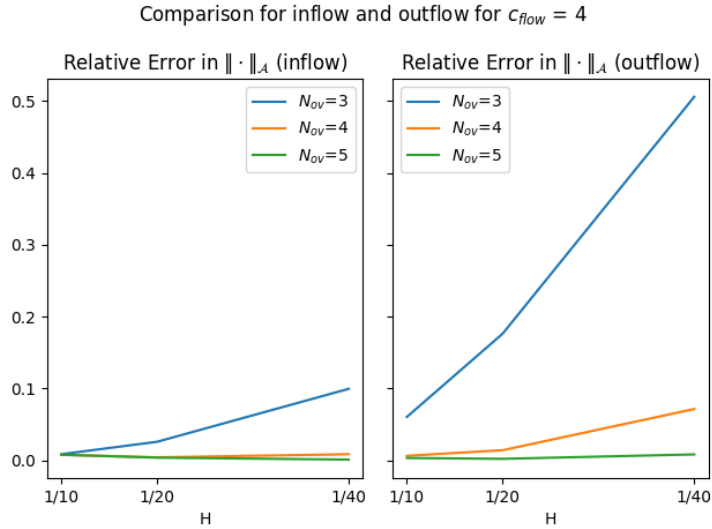 Comparison for inflow and outflow for c_flow = 4
Relative Error in ‖ · ‖_𝒜 (inflow)
N_ov=3
N_ov=4
N_ov=5
0.5
0.4
0.3
0.2
0.1
0.0
1/10 1/20 1/40
H
Relative Error in ‖ · ‖_𝒜 (outflow)
N_ov=3
N_ov=4
N_ov=5
1/10 1/20 1/40
H